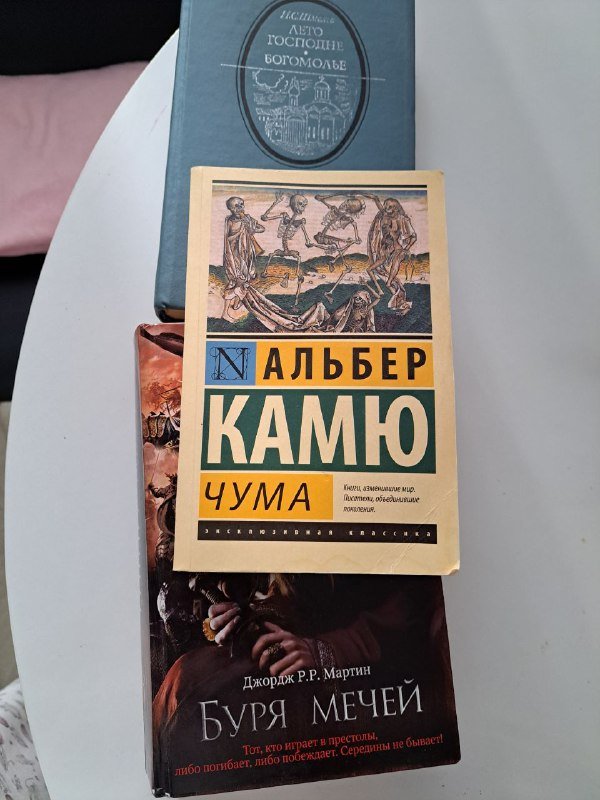 И.С.Шмелев
ЛЕТО
ГОСПОДНЕ
•
БОГОМОЛЬЕ
N АЛЬБЕР
КАМЮ
ЧУМА
Книги, изменившие мир.
Писатели, объединившие
поколения.
эксклюзивная классика
Джордж Р.Р. Мартин
БУРЯ МЕЧЕЙ
Тот, кто играет в престолы,
либо погибает, либо побеждает. Середины не бывает!